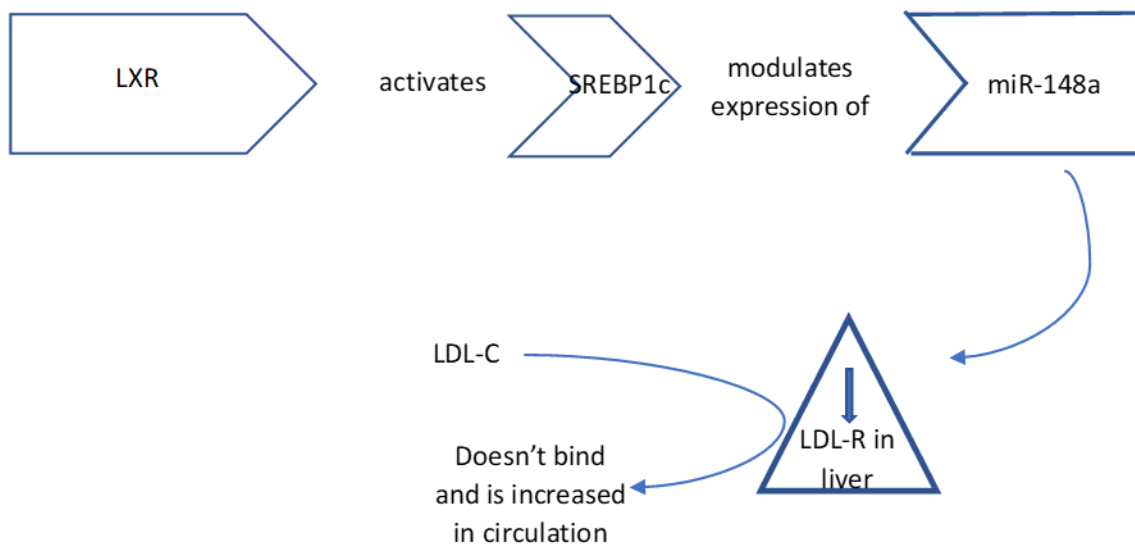 LXR
activates
SREBP1c
modulates
expression of
miR-148a
LDL-C
LDL-R in
liver
Doesn’t bind
and is increased
in circulation